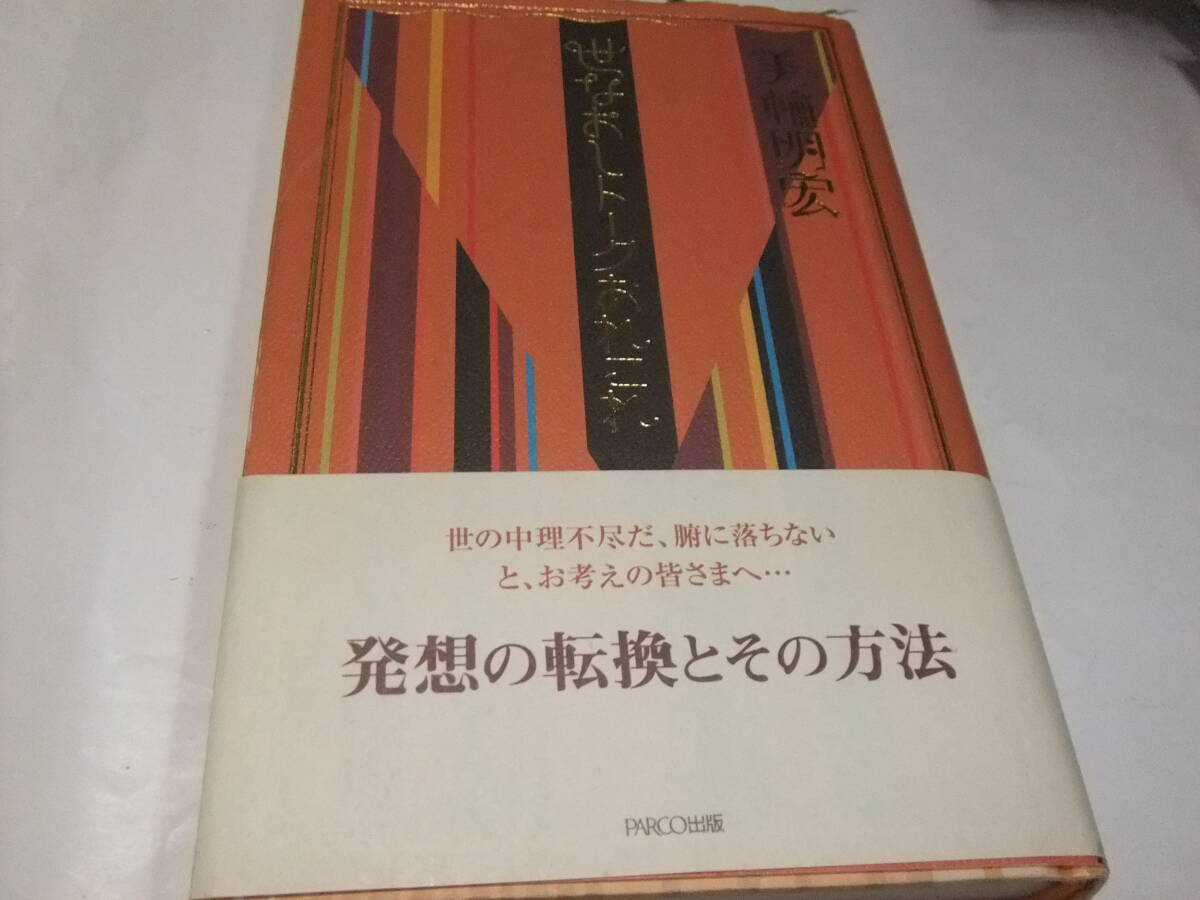 美輪明宏
世なおしトークあれこれ
世の中理不尽だ、腑に落ちない
と、お考えの皆さまへ…
発想の転換とその方法
PARCO出版